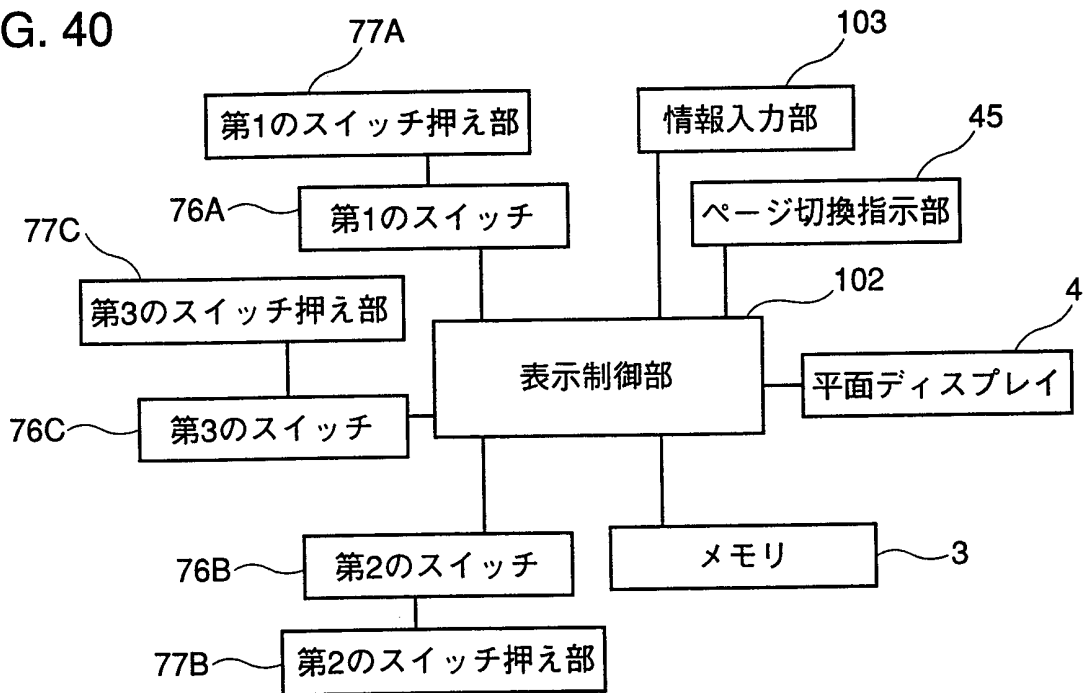 G. 40
77A
103
第1のスイッチ押え部
情報入力部
45
76A
第1のスイッチ
ページ切換指示部
77C
102
4
第3のスイッチ押え部
表示制御部
平面ディスプレイ
76C
第3のスイッチ
76B
第2のスイッチ
メモリ
3
77B
第2のスイッチ押え部